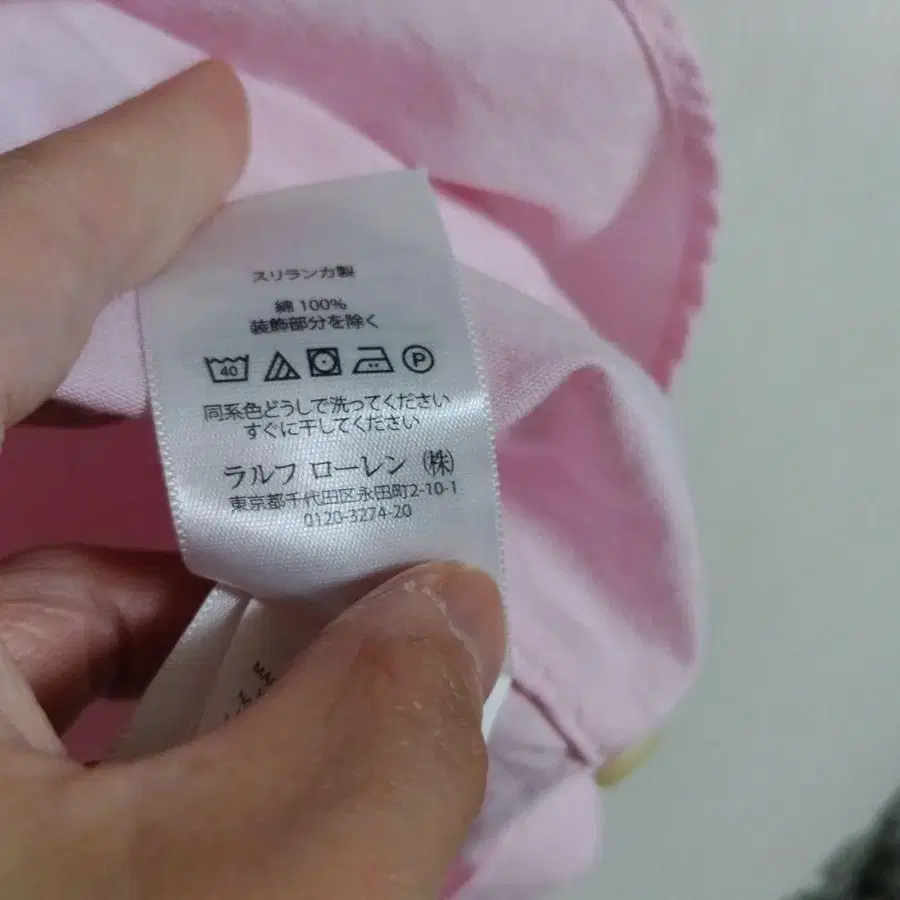 スリランカ製
綿 100%
装飾部分を除く
40 P
同系色どうしで洗ってください
すぐに干してください
ラルフ ローレン (株)
東京都千代田区永田町2-10-1
0120-3274-20